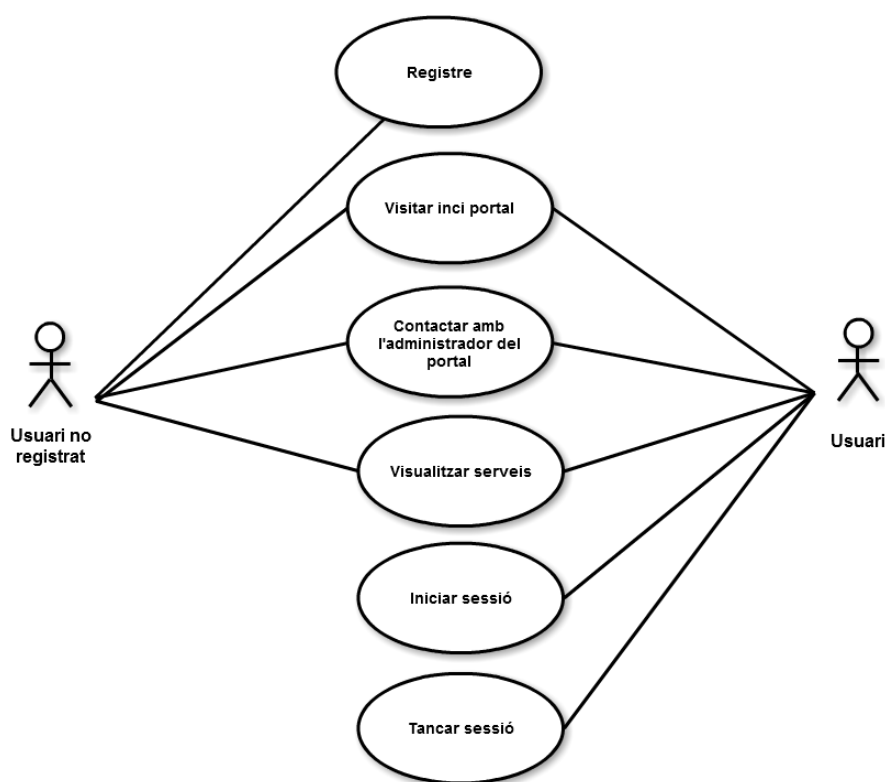 Registre
Visitar inci portal
Contactar amb
l'administrador del
portal
Usuari no
registrat
Usuari
Visualitzar serveis
Iniciar sessió
Tancar sessió